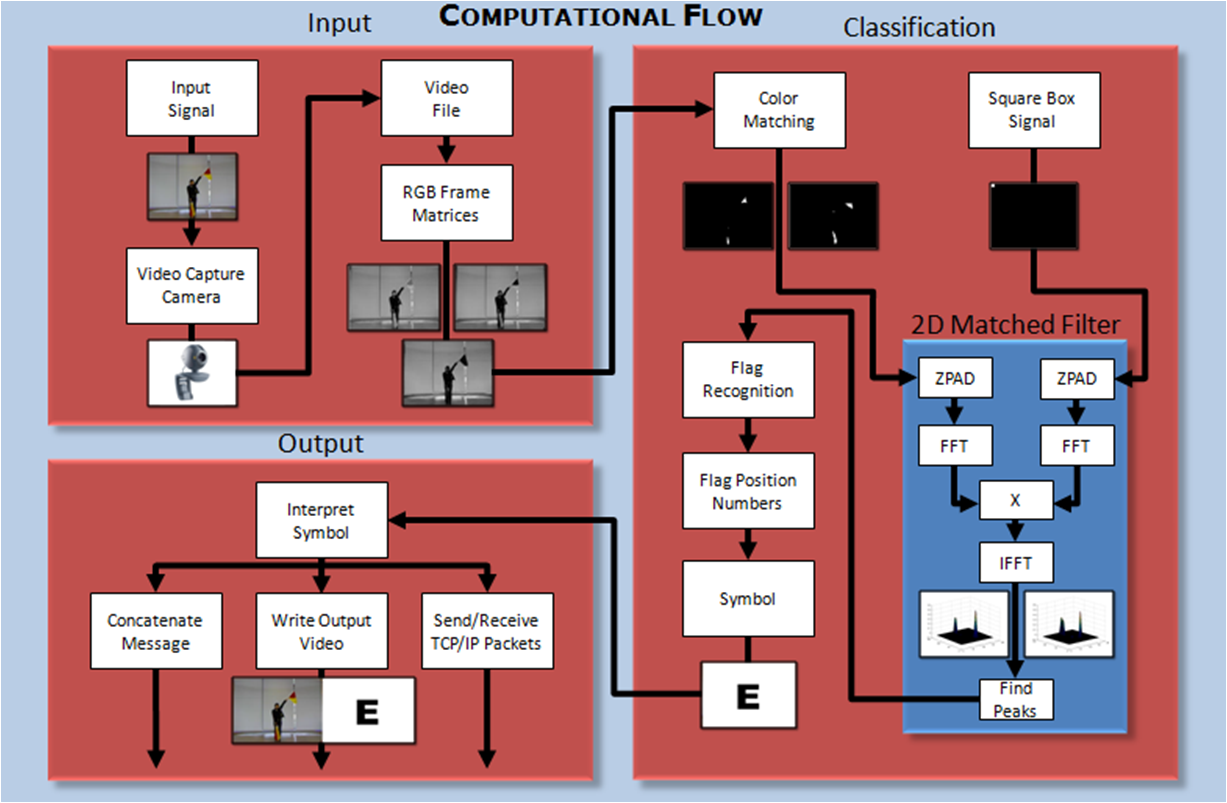 COMPUTATIONAL FLOW
Input
Input
Signal
Video Capture
Camera
Video
File
RGB Frame
Matrices
Classification
Color
Matching
Square Box
Signal
2D Matched Filter
ZPAD
ZPAD
FFT
FFT
X
IFFT
Find
Peaks
Flag
Recognition
Flag Position
Numbers
Symbol
E
Output
Interpret
Symbol
Concatenate
Message
Write Output
Video
Send/Receive
TCP/IP Packets
E